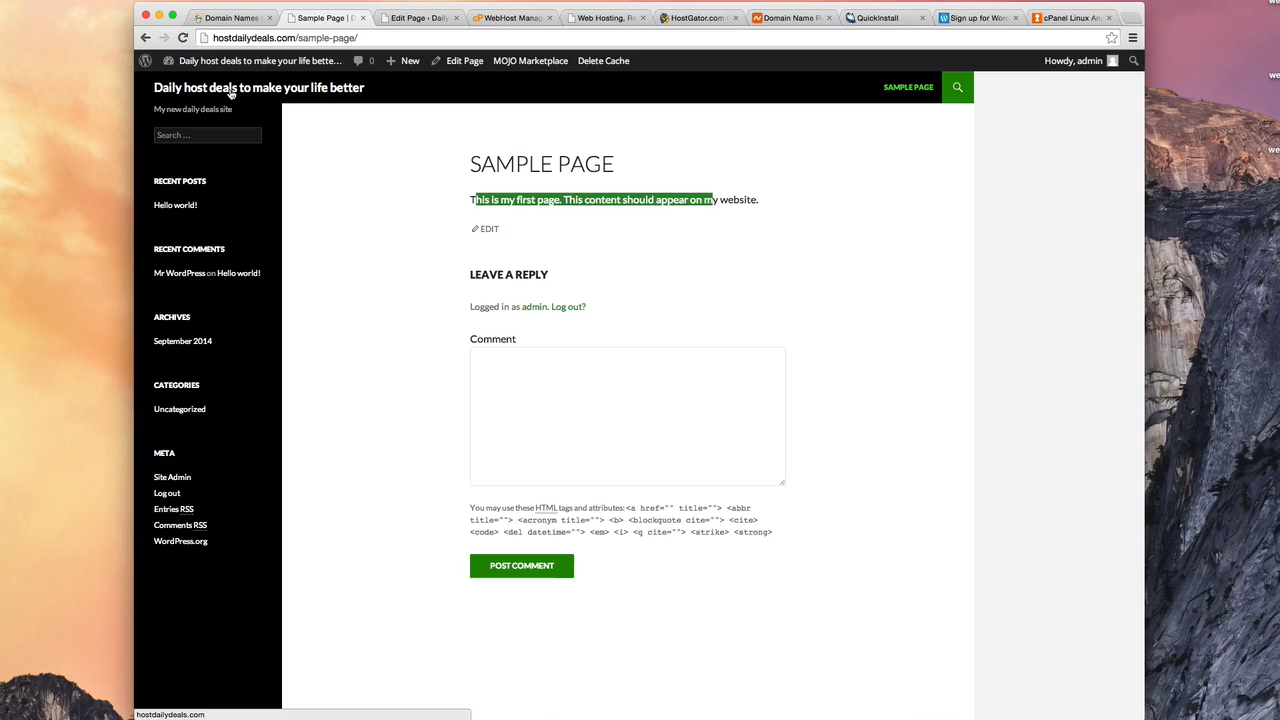 Domain Names |
Sample Page | D
Edit Page ‹ Daily
WebHost Manag
Web Hosting, Re
HostGator.com
Domain Name Re
QuickInstall
Sign up for Word
cPanel Linux An
hostdailydeals.com/sample-page/
Daily host deals to make your life bette... 0 + New Edit Page MOJO Marketplace Delete Cache Howdy, admin
Daily host deals to make your life better
SAMPLE PAGE
My new daily deals site
Search ...
RECENT POSTS
Hello world!
RECENT COMMENTS
Mr WordPress on Hello world!
ARCHIVES
September 2014
CATEGORIES
Uncategorized
META
Site Admin
Log out
Entries RSS
Comments RSS
WordPress.org
SAMPLE PAGE
This is my first page. This content should appear on my website.
EDIT
LEAVE A REPLY
Logged in as admin. Log out?
Comment
You may use these HTML tags and attributes: <a href="" title=""> <abbr
title=""> <acronym title=""> <b> <blockquote cite=""> <cite>
<code> <del datetime=""> <em> <i> <q cite=""> <strike> <strong>
POST COMMENT
hostdailydeals.com